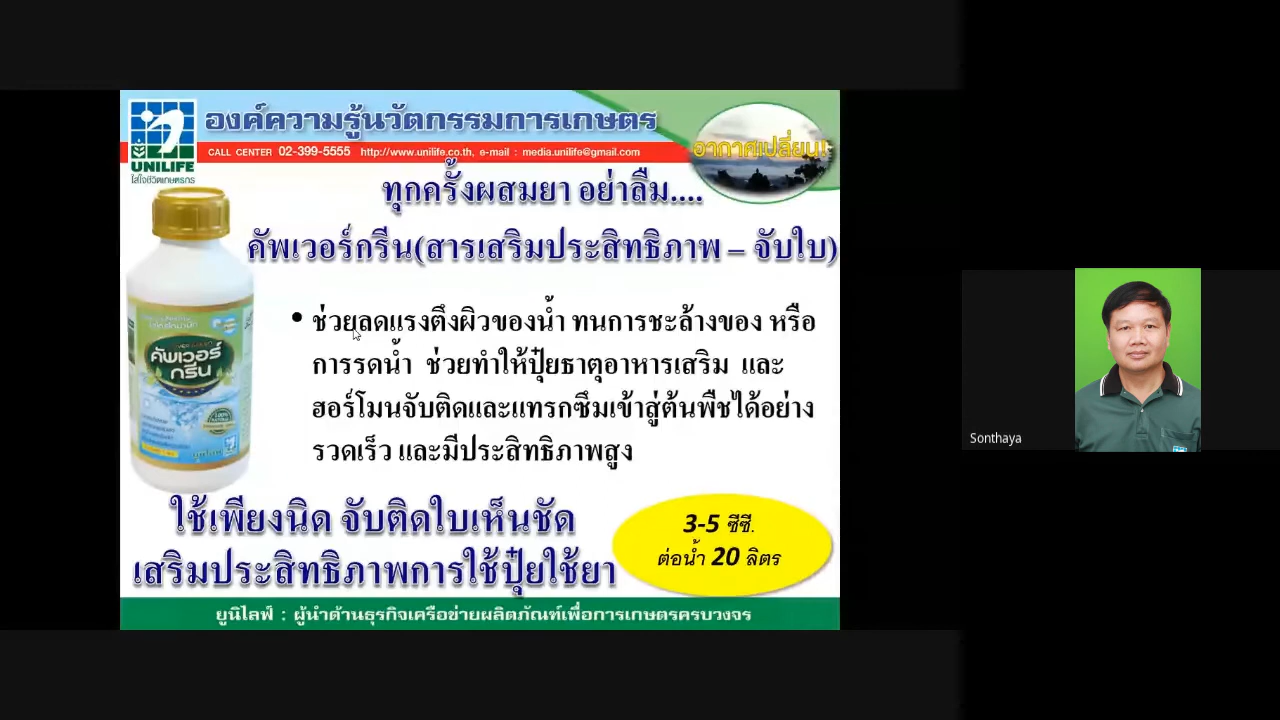 องค์ความรู้นวัตกรรมการเกษตร
CALL CENTER 02-399-5555 http://www.unilife.co.th, e-mail : media.unilife@gmail.com
อากาศเปลี่ยน!
UNILIFE
ใส่ใจชีวิตเกษตรกร
ทุกครั้งผสมยา อย่าลืม....
คัพเวอร์กรีน(สารเสริมประสิทธิภาพ – จับใบ)
คัพเวอร์
กรีน
• ช่วยลดแรงตึงผิวของน้ำ ทนการชะล้างของ หรือ
การรดน้ำ ช่วยทำให้ปุ๋ยธาตุอาหารเสริม และ
ฮอร์โมนจับติดและแทรกซึมเข้าสู่ต้นพืชได้อย่าง
รวดเร็ว และมีประสิทธิภาพสูง
ใช้เพียงนิด จับติดใบเห็นชัด
เสริมประสิทธิภาพการใช้ปุ๋ยใช้ยา
3-5 ซีซี.
ต่อน้ำ 20 ลิตร
ยูนิไลฟ์ : ผู้นำด้านธุรกิจเครือข่ายผลิตภัณฑ์เพื่อการเกษตรครบวงจร
Sonthaya